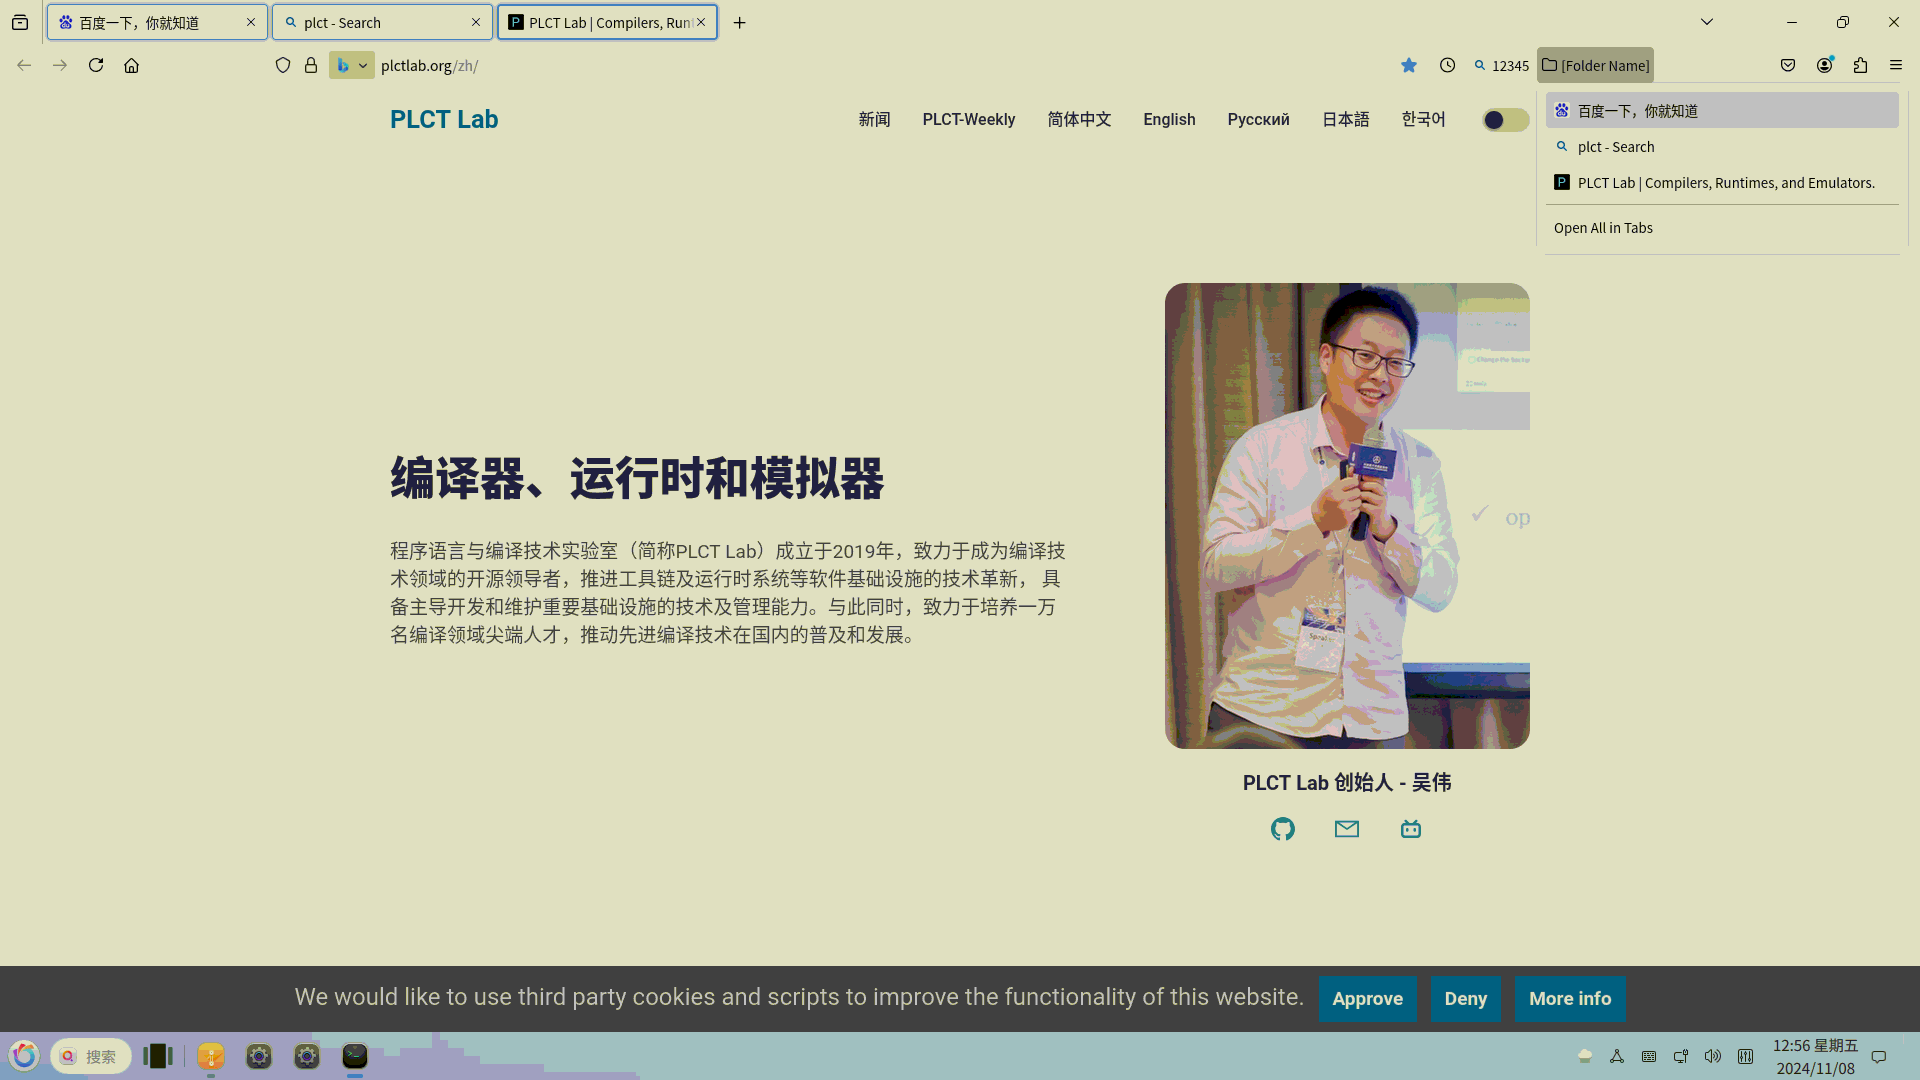 百度一下，你就知道
plct - Search
PLCT Lab | Compilers, Run
plctlab.org/zh/
12345
[Folder Name]
PLCT Lab
新闻
PLCT-Weekly
简体中文
English
Русский
日本語
한국어
百度一下，你就知道
plct - Search
PLCT Lab | Compilers, Runtimes, and Emulators.
Open All in Tabs
编译器、运行时和模拟器
程序语言与编译技术实验室（简称PLCT Lab）成立于2019年，致力于成为编译技
术领域的开源领导者，推进工具链及运行时系统等软件基础设施的技术革新， 具
备主导开发和维护重要基础设施的技术及管理能力。与此同时，致力于培养一万
名编译领域尖端人才，推动先进编译技术在国内的普及和发展。
op
PLCT Lab 创始人 - 吴伟
We would like to use third party cookies and scripts to improve the functionality of this website.
Approve
Deny
More info
搜索
12:56 星期五
2024/11/08